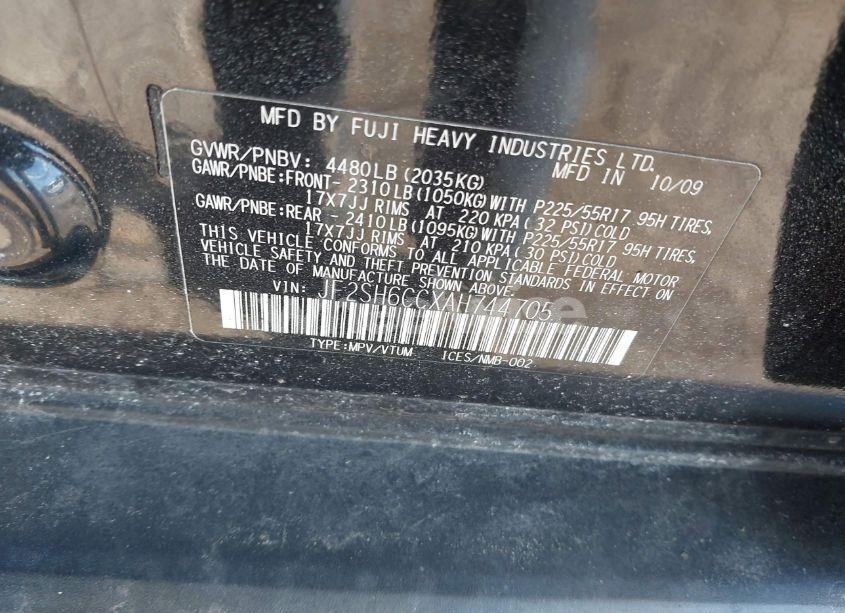 MFD BY FUJI HEAVY INDUSTRIES LTD.
GVWR/PNBV: 4480LB(2035KG) MFD IN 10/09
GAWR/PNBE:FRONT-2310LB(1050KG)WITH P225/55R17 95H TIRES,
17X7JJ RIMS AT 220 KPA(32 PSI)COLD
GAWR/PNBE:REAR -2410LB(1095KG)WITH P225/55R17 95H TIRES,
17X7JJ RIMS AT 210 KPA(30 PSI)COLD
THIS VEHICLE CONFORMS TO ALL APPLICABLE FEDERAL MOTOR
VEHICLE SAFETY AND THEFT PREVENTION STANDARDS IN EFFECT ON
THE DATE OF MANUFACTURE SHOWN ABOVE.
VIN: JF2SH6CCXAH744705
TYPE:MPV/VTUM ICES/NMB-002